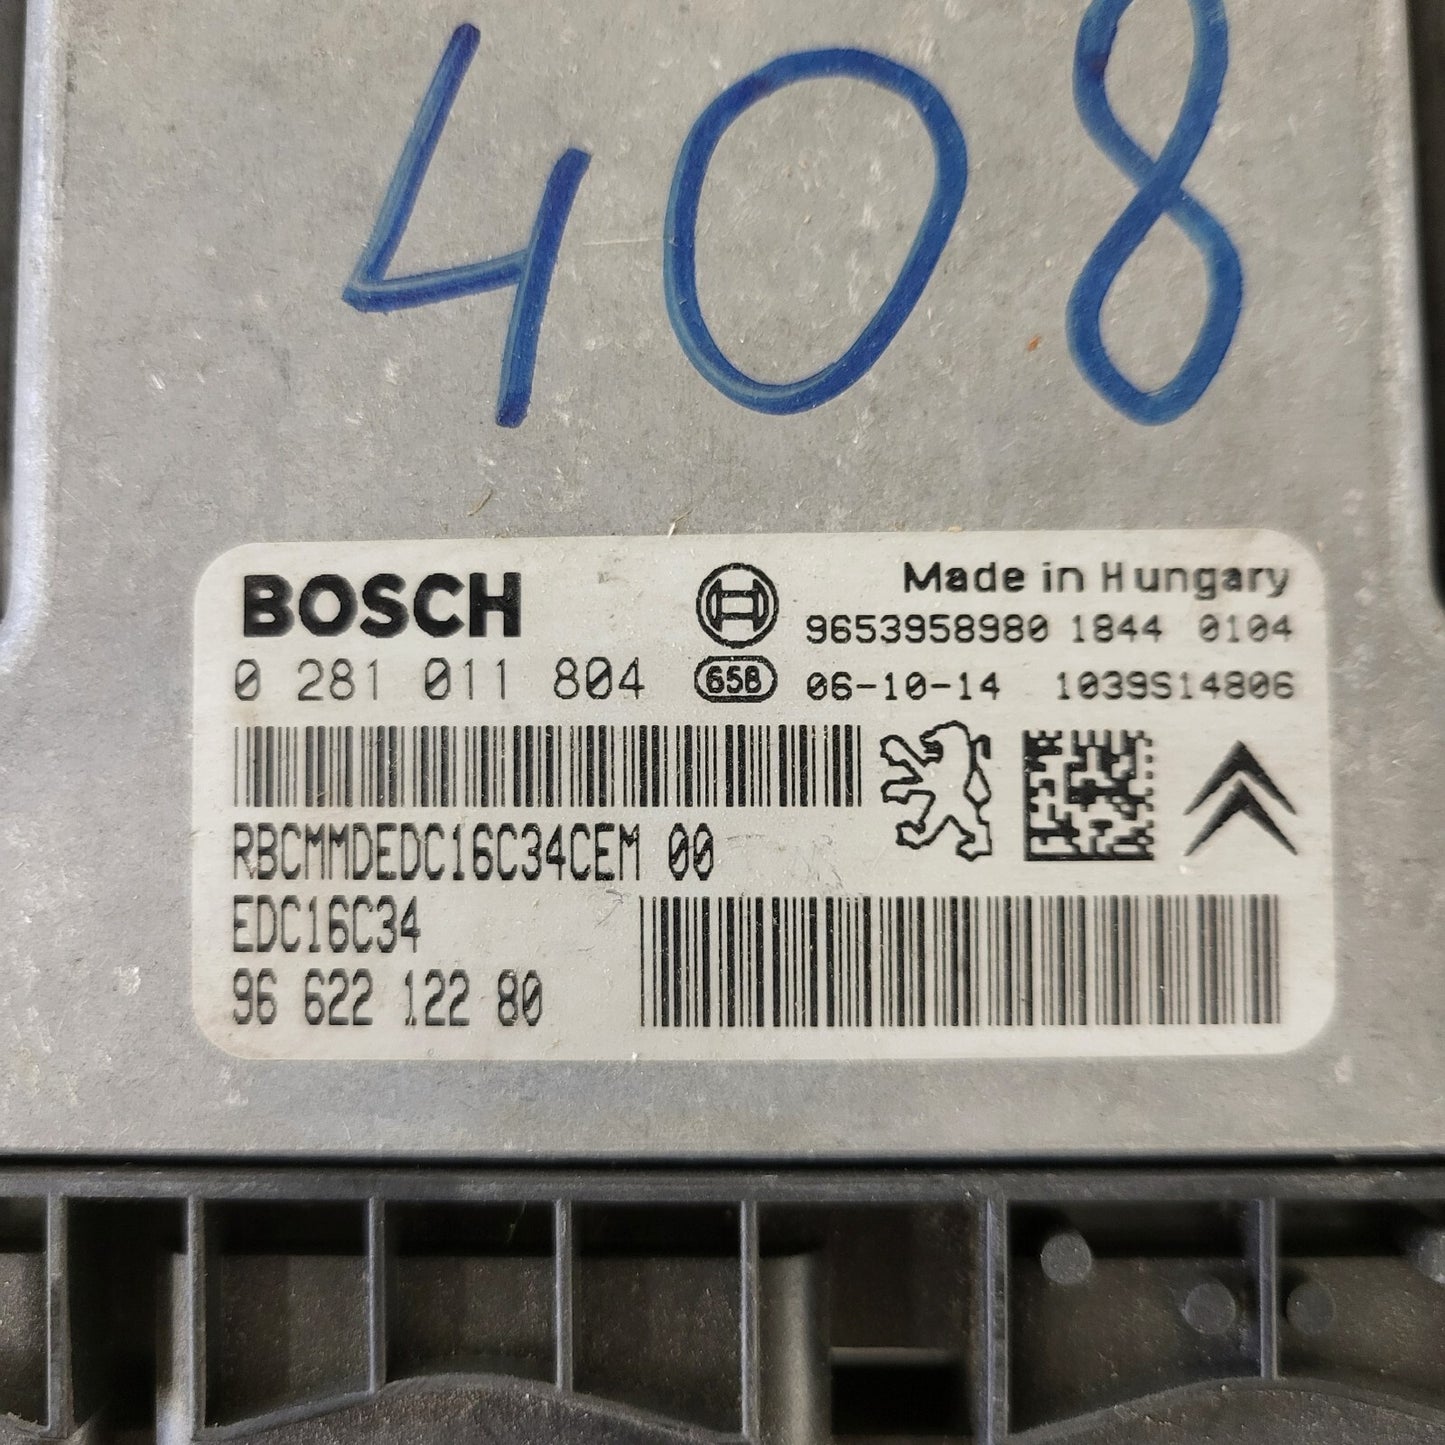 408
BOSCH
Made in Hungary
9653958980 1844 0104
0 281 011 804
658
06-10-14 1039S14806
RBCMMDEDC16C34CEM 00
EDC16C34
96 622 122 80